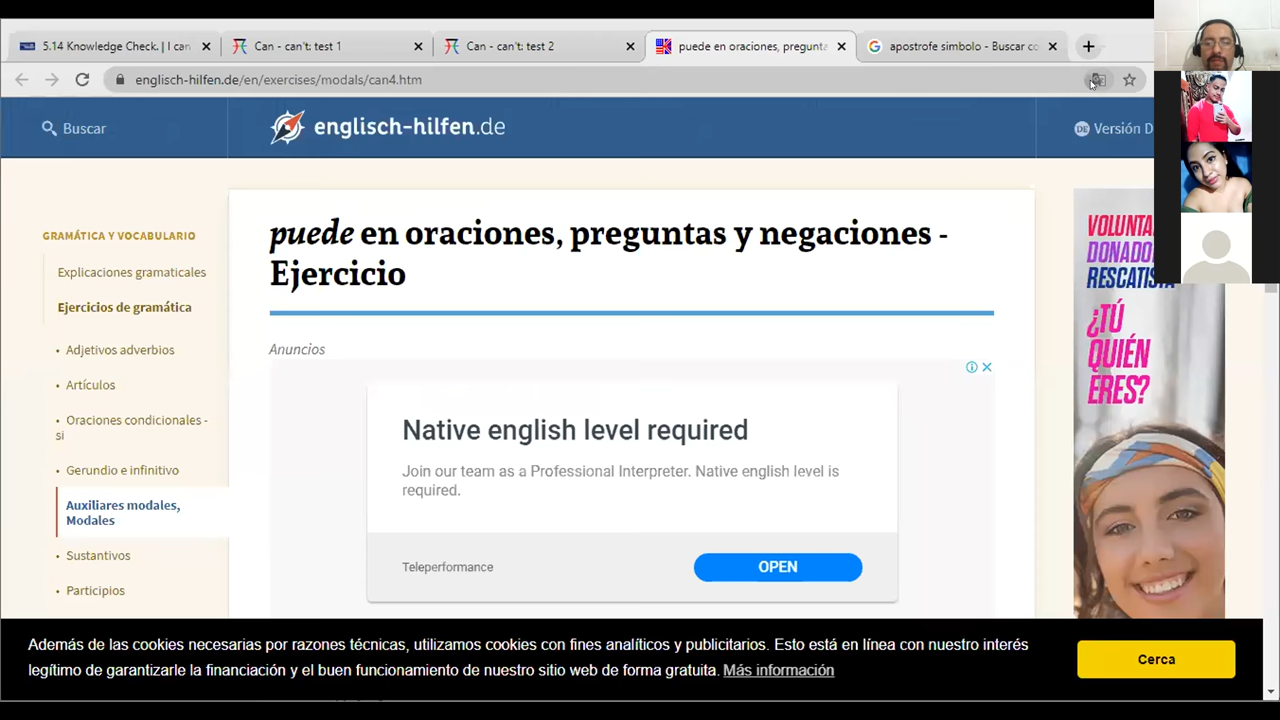 5.14 Knowledge Check. | I can
Can - can't: test 1
Can - can't: test 2
puede en oraciones, pregunta
apostrofe simbolo - Buscar co
englisch-hilfen.de/en/exercises/modals/can4.htm
Buscar
englisch-hilfen.de
DE Versión D
puede en oraciones, preguntas y negaciones -
Ejercicio
GRAMÁTICA Y VOCABULARIO
Explicaciones gramaticales
Ejercicios de gramática
• Adjetivos adverbios
• Artículos
• Oraciones condicionales -
si
• Gerundio e infinitivo
Auxiliares modales,
Modales
• Sustantivos
• Participios
Anuncios
Native english level required
Join our team as a Professional Interpreter. Native english level is
required.
Teleperformance
OPEN
VOLUNTA
DONADO
RESCATISTA
¿TÚ
QUIÉN
ERES?
Además de las cookies necesarias por razones técnicas, utilizamos cookies con fines analíticos y publicitarios. Esto está en línea con nuestro interés
legítimo de garantizarle la financiación y el buen funcionamiento de nuestro sitio web de forma gratuita. Más información
Cerca